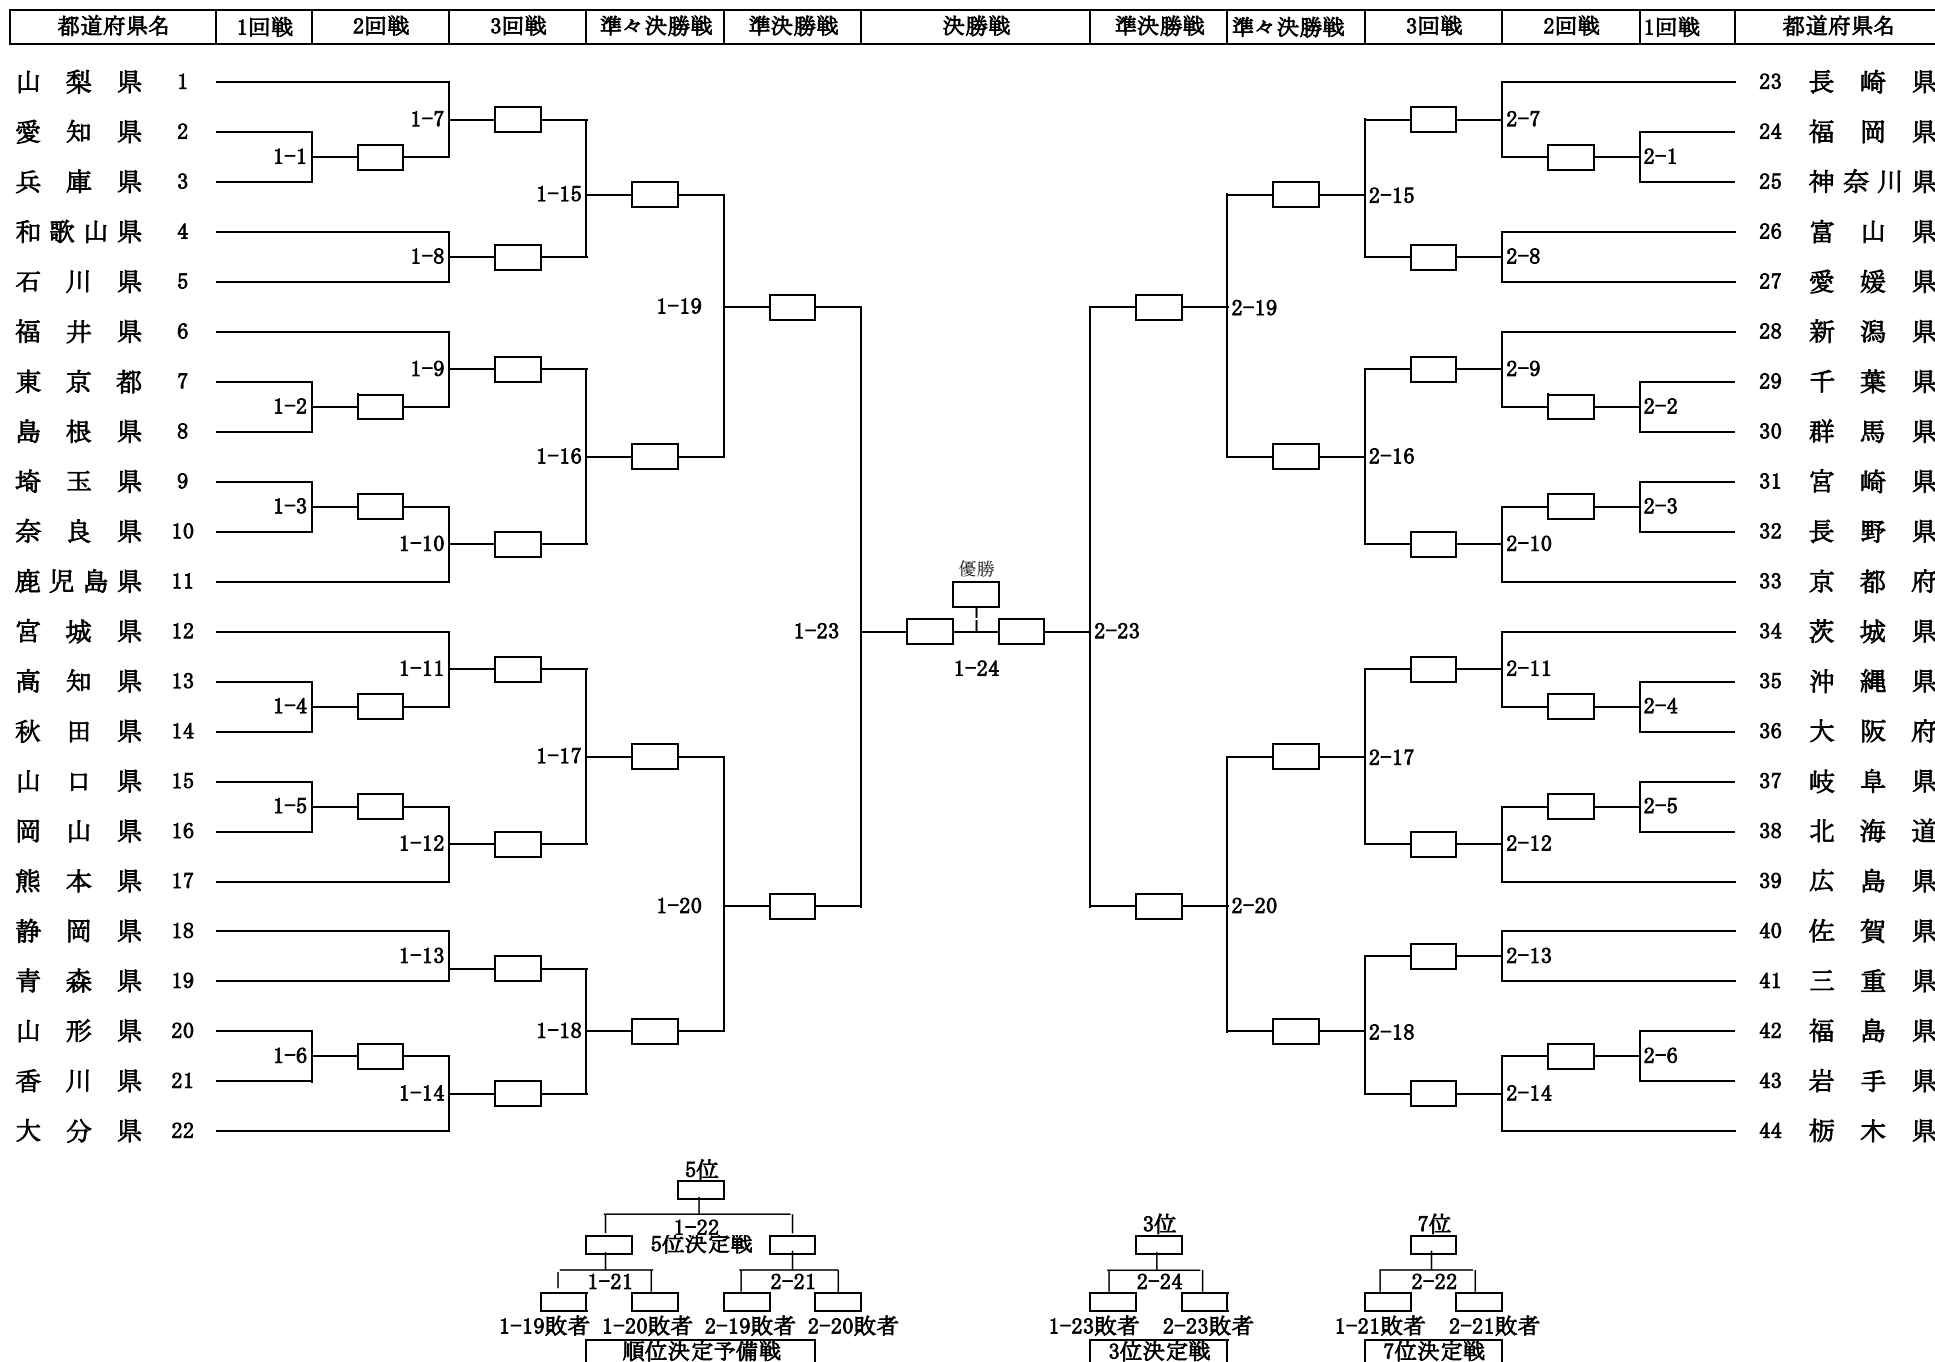 都道府県名 1回戦 2回戦 3回戦 準々決勝戦 準決勝戦 決勝戦 準決勝戦 準々決勝戦 3回戦 2回戦 1回戦 都道府県名
山梨県 1 23 長崎県
1-7 2-7
愛知県 2 24 福岡県
1-1 2-1
兵庫県 3 25 神奈川県
1-15 2-15
和歌山県 4 26 富山県
1-8 2-8
石川県 5 27 愛媛県
1-19 2-19
福井県 6 28 新潟県
1-9 2-9
東京都 7 29 千葉県
1-2 2-2
島根県 8 30 群馬県
1-16 2-16
埼玉県 9 31 宮崎県
1-3 2-3
奈良県 10 32 長野県
1-10 2-10
優勝
鹿児島県 11 33 京都府
宮城県 12 1-23 2-23 34 茨城県
1-11 1-24 2-11
高知県 13 35 沖縄県
1-4 2-4
秋田県 14 36 大阪府
1-17 2-17
山口県 15 37 岐阜県
1-5 2-5
岡山県 16 38 北海道
1-12 2-12
熊本県 17 39 広島県
1-20 2-20
静岡県 18 40 佐賀県
1-13 2-13
青森県 19 41 三重県
山形県 20 1-18 2-18 42 福島県
1-6 2-6
香川県 21 43 岩手県
1-14 2-14
大分県 22 44 栃木県
5位
1-22 3位 7位
5位決定戦
1-21 2-21 2-24 2-22
1-19敗者 1-20敗者 2-19敗者 2-20敗者 1-23敗者 2-23敗者 1-21敗者 2-21敗者
順位決定予備戦 3位決定戦 7位決定戦